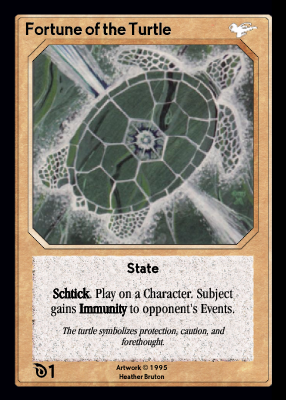 Fortune of the Turtle
State
Schtick. Play on a Character. Subject
gains Immunity to opponent's Events.
The turtle symbolizes protection, caution, and
forethought.
1
Artwork © 1995
Heather Bruton